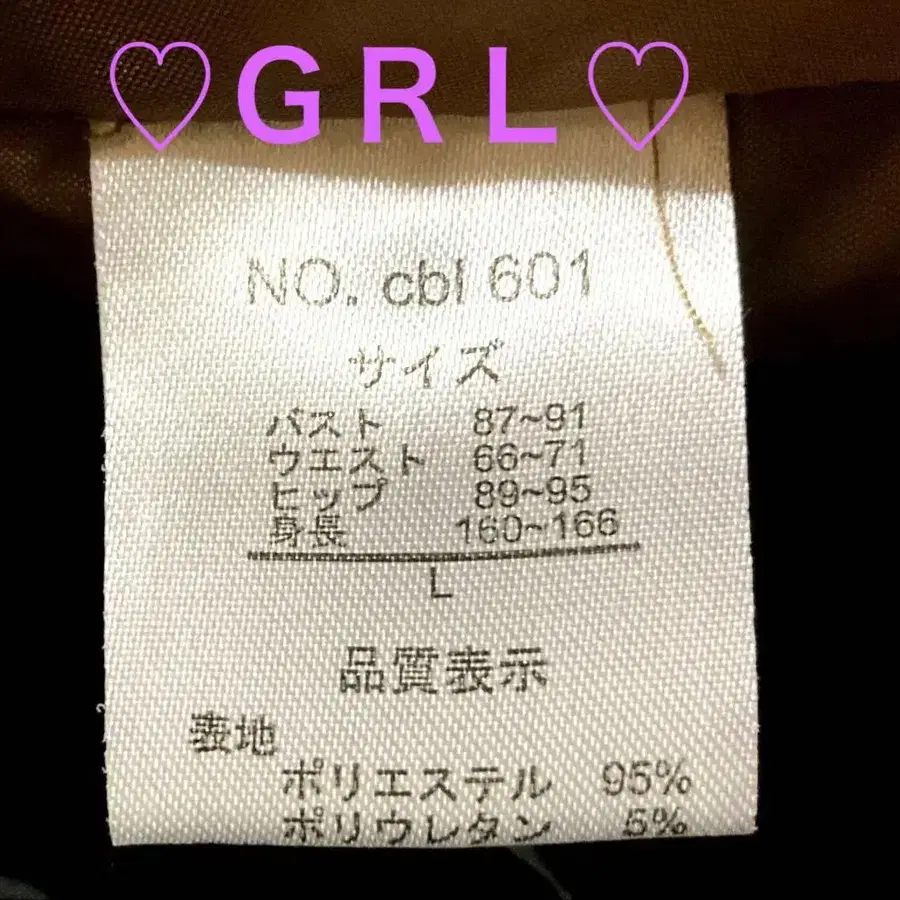 ♡GRL♡
NO. cbl 601
サイズ
バスト 87~91
ウエスト 66~71
ヒップ 89~95
身長 160~166
L
品質表示
表地
ポリエステル 95%
ポリウレタン 5%